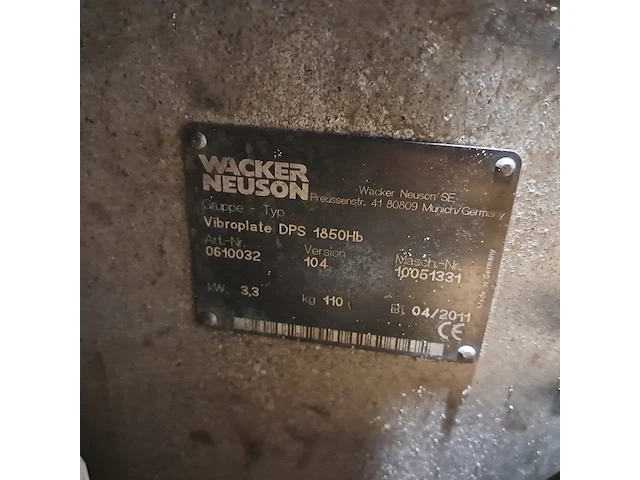 WACKER
NEUSON
Wacker Neuson SE
Preussenstr. 41 80809 Munich/Germany
Gruppe - Typ
Vibroplate DPS 1850Hb
Art.-Nr. Version Masch.-Nr.
0610032 104 10051331
kW 3,3 kg 110 Bj. 04/2011
Made in Germany
CE